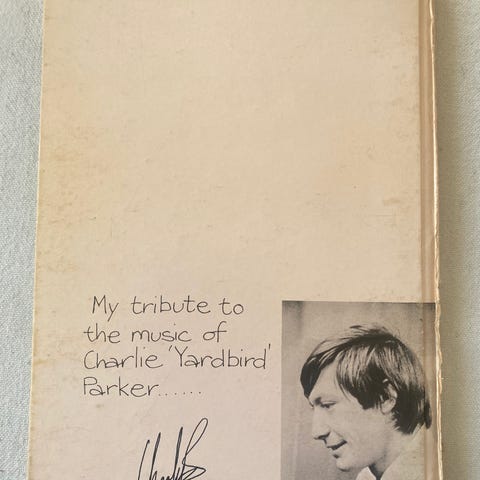 My tribute to
the music of
Charlie 'Yardbird'
Parker......